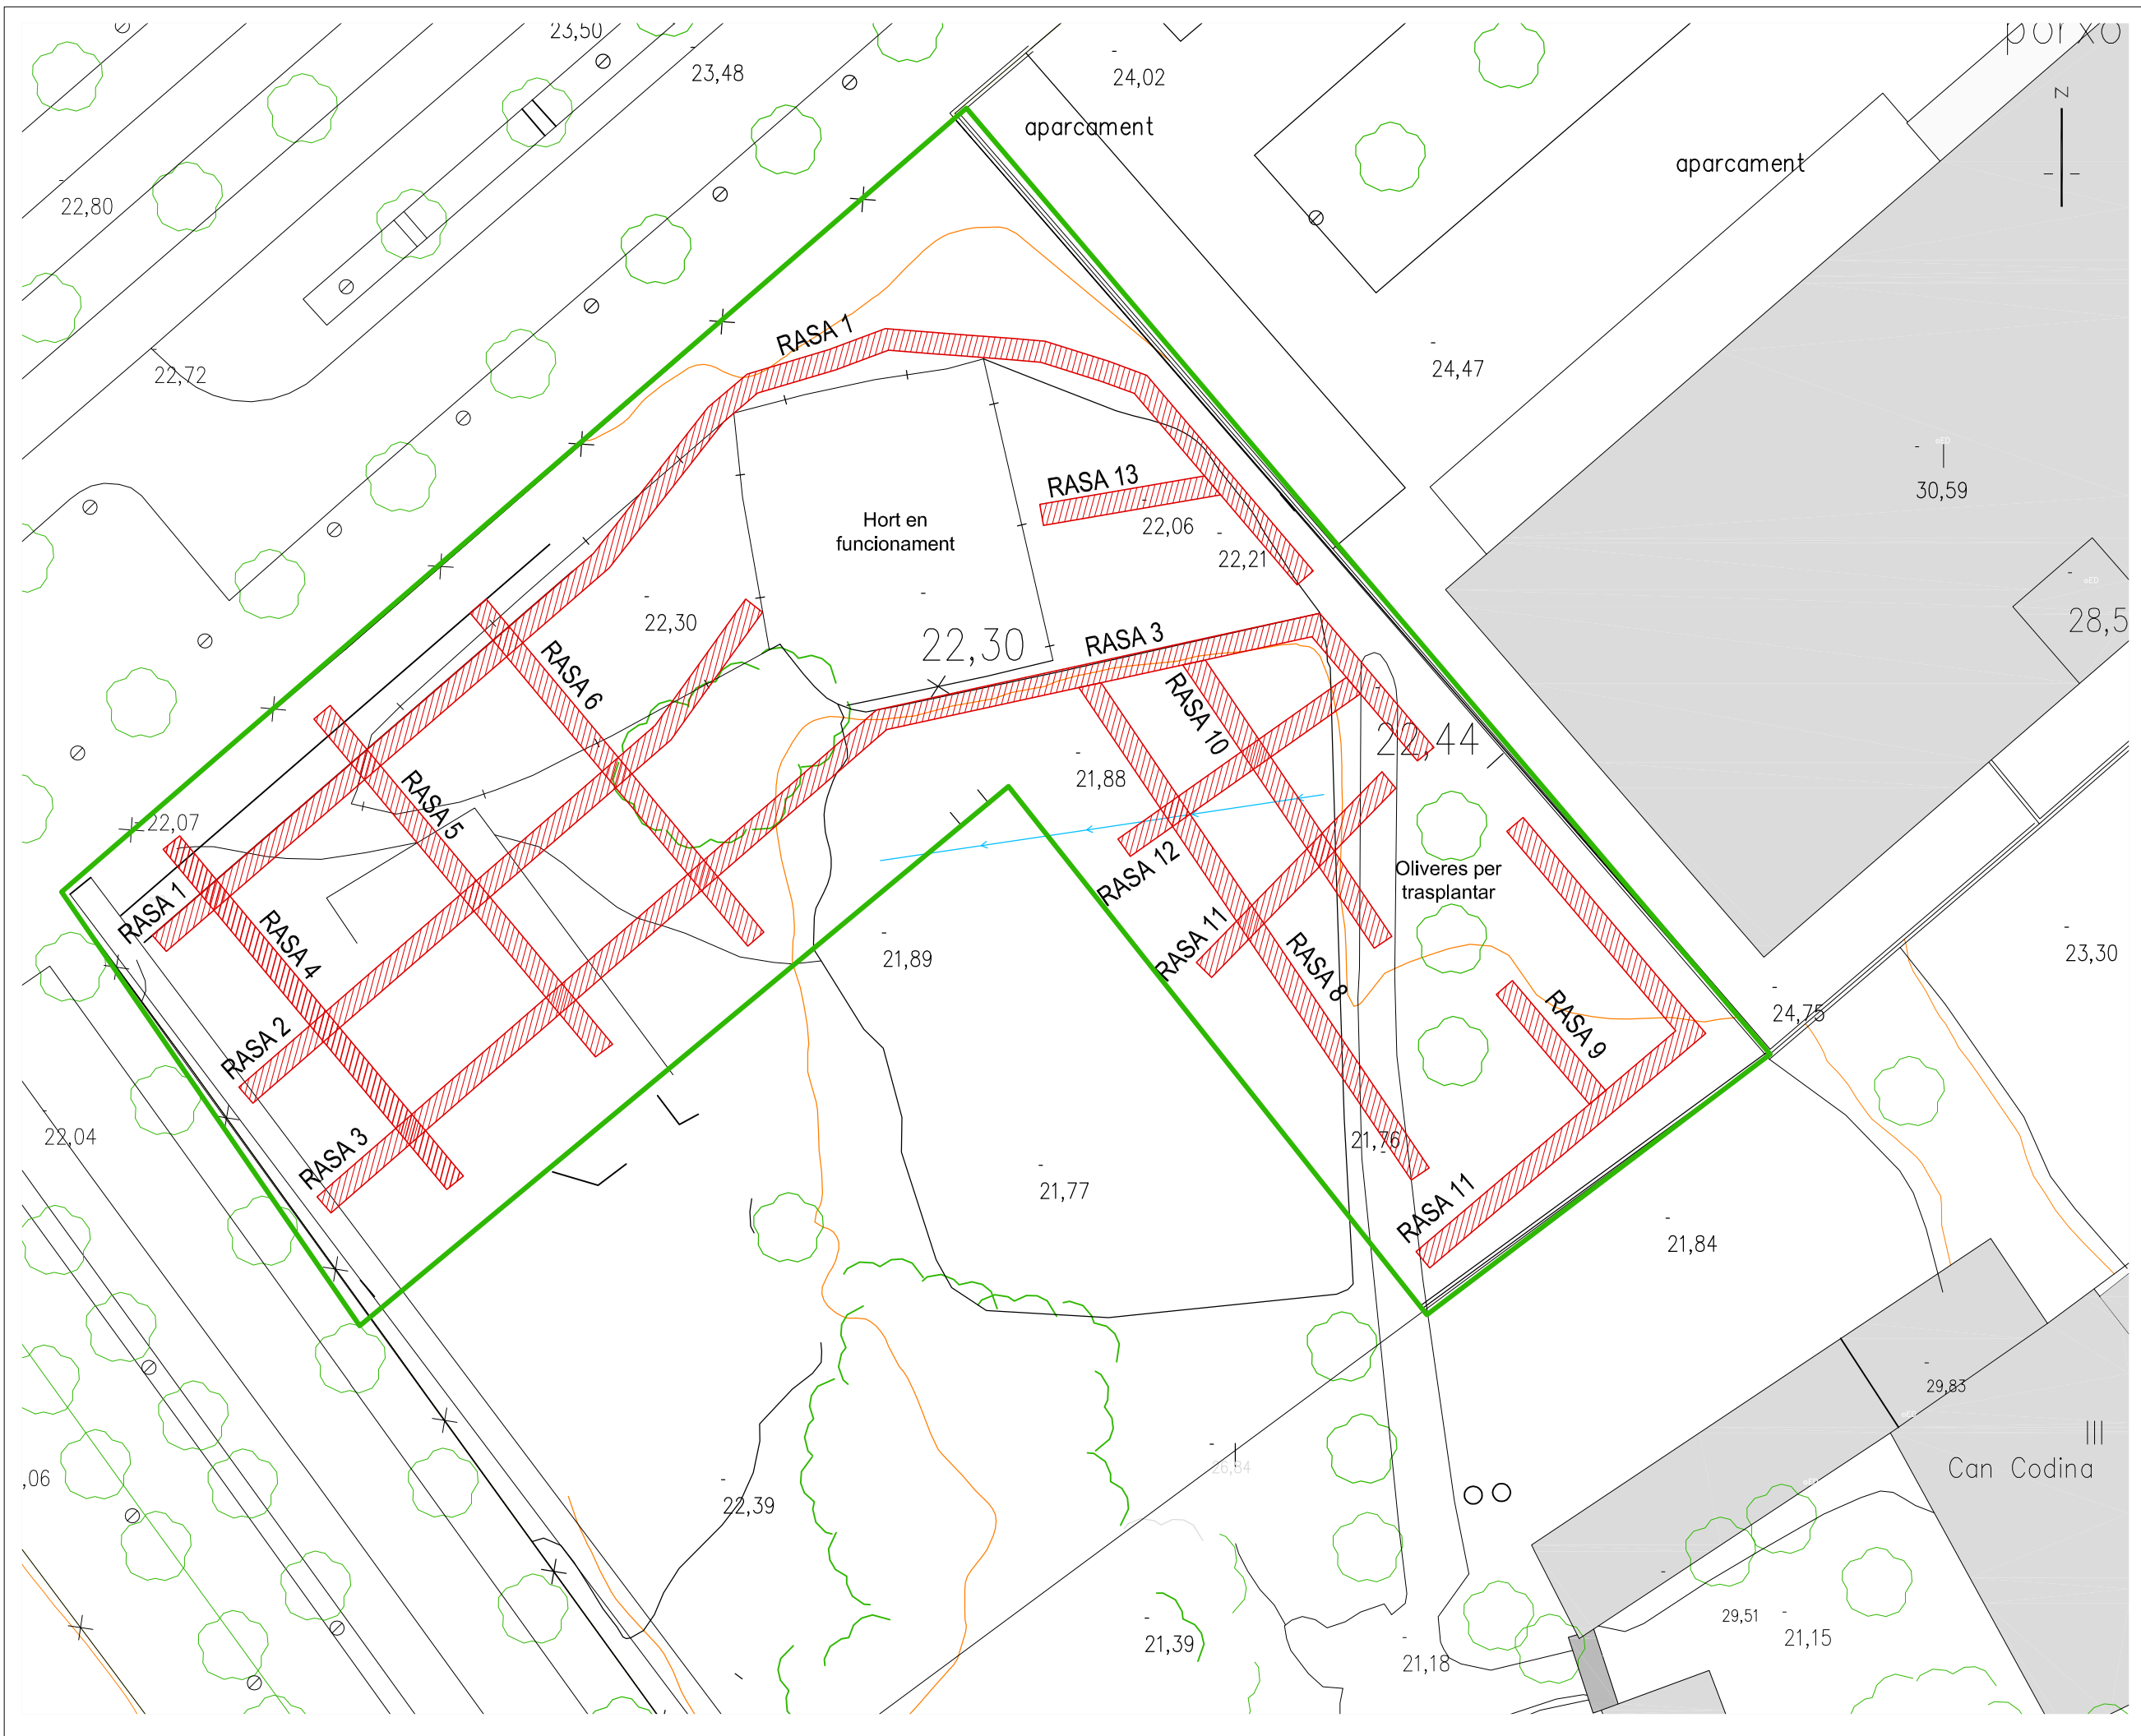 23,50
porxo
23,48
24,02
aparcament
N
aparcament
22,80
RASA 1
24,47
22,72
RASA 13
30,59
Hort en
funcionament
22,06
22,21
28,5
22,30
22,30
RASA 3
RASA 6
RASA 10
22,44
21,88
RASA 5
22,07
Oliveres per
trasplantar
RASA 12
RASA 1
RASA 4
RASA 11
21,89
RASA 8
23,30
24,75
RASA 9
RASA 2
22,04
21,76
RASA 3
21,77
RASA 11
21,84
29,83
III
26,84
Can Codina
,06
22,39
29,51
21,15
21,39
21,18